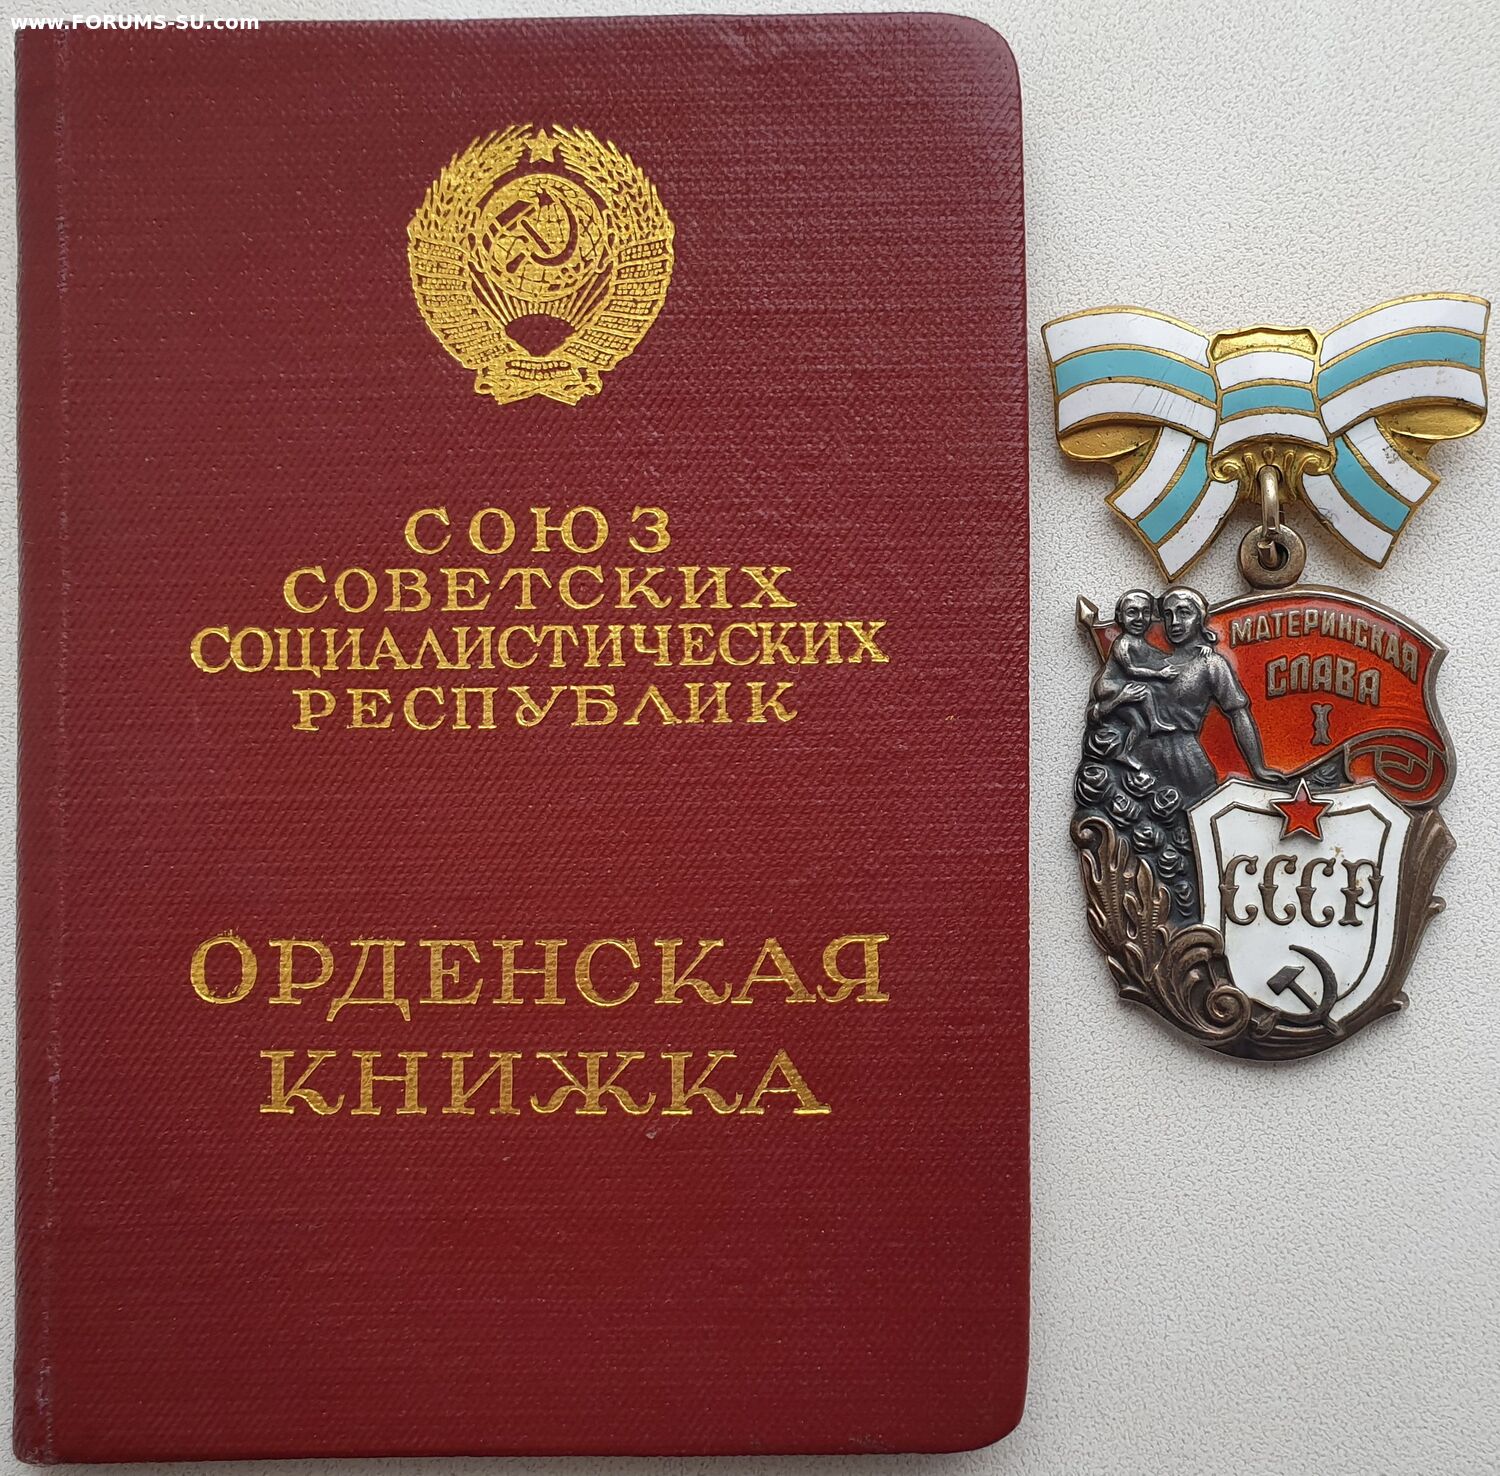 www.FORUMS-SU.com
СОЮЗ
СОВЕТСКИХ
СОЦИАЛИСТИЧЕСКИХ
РЕСПУБЛИК
ОРДЕНСКАЯ
КНИЖКА
МАТЕРИНСКАЯ
СЛАВА
I
СССР